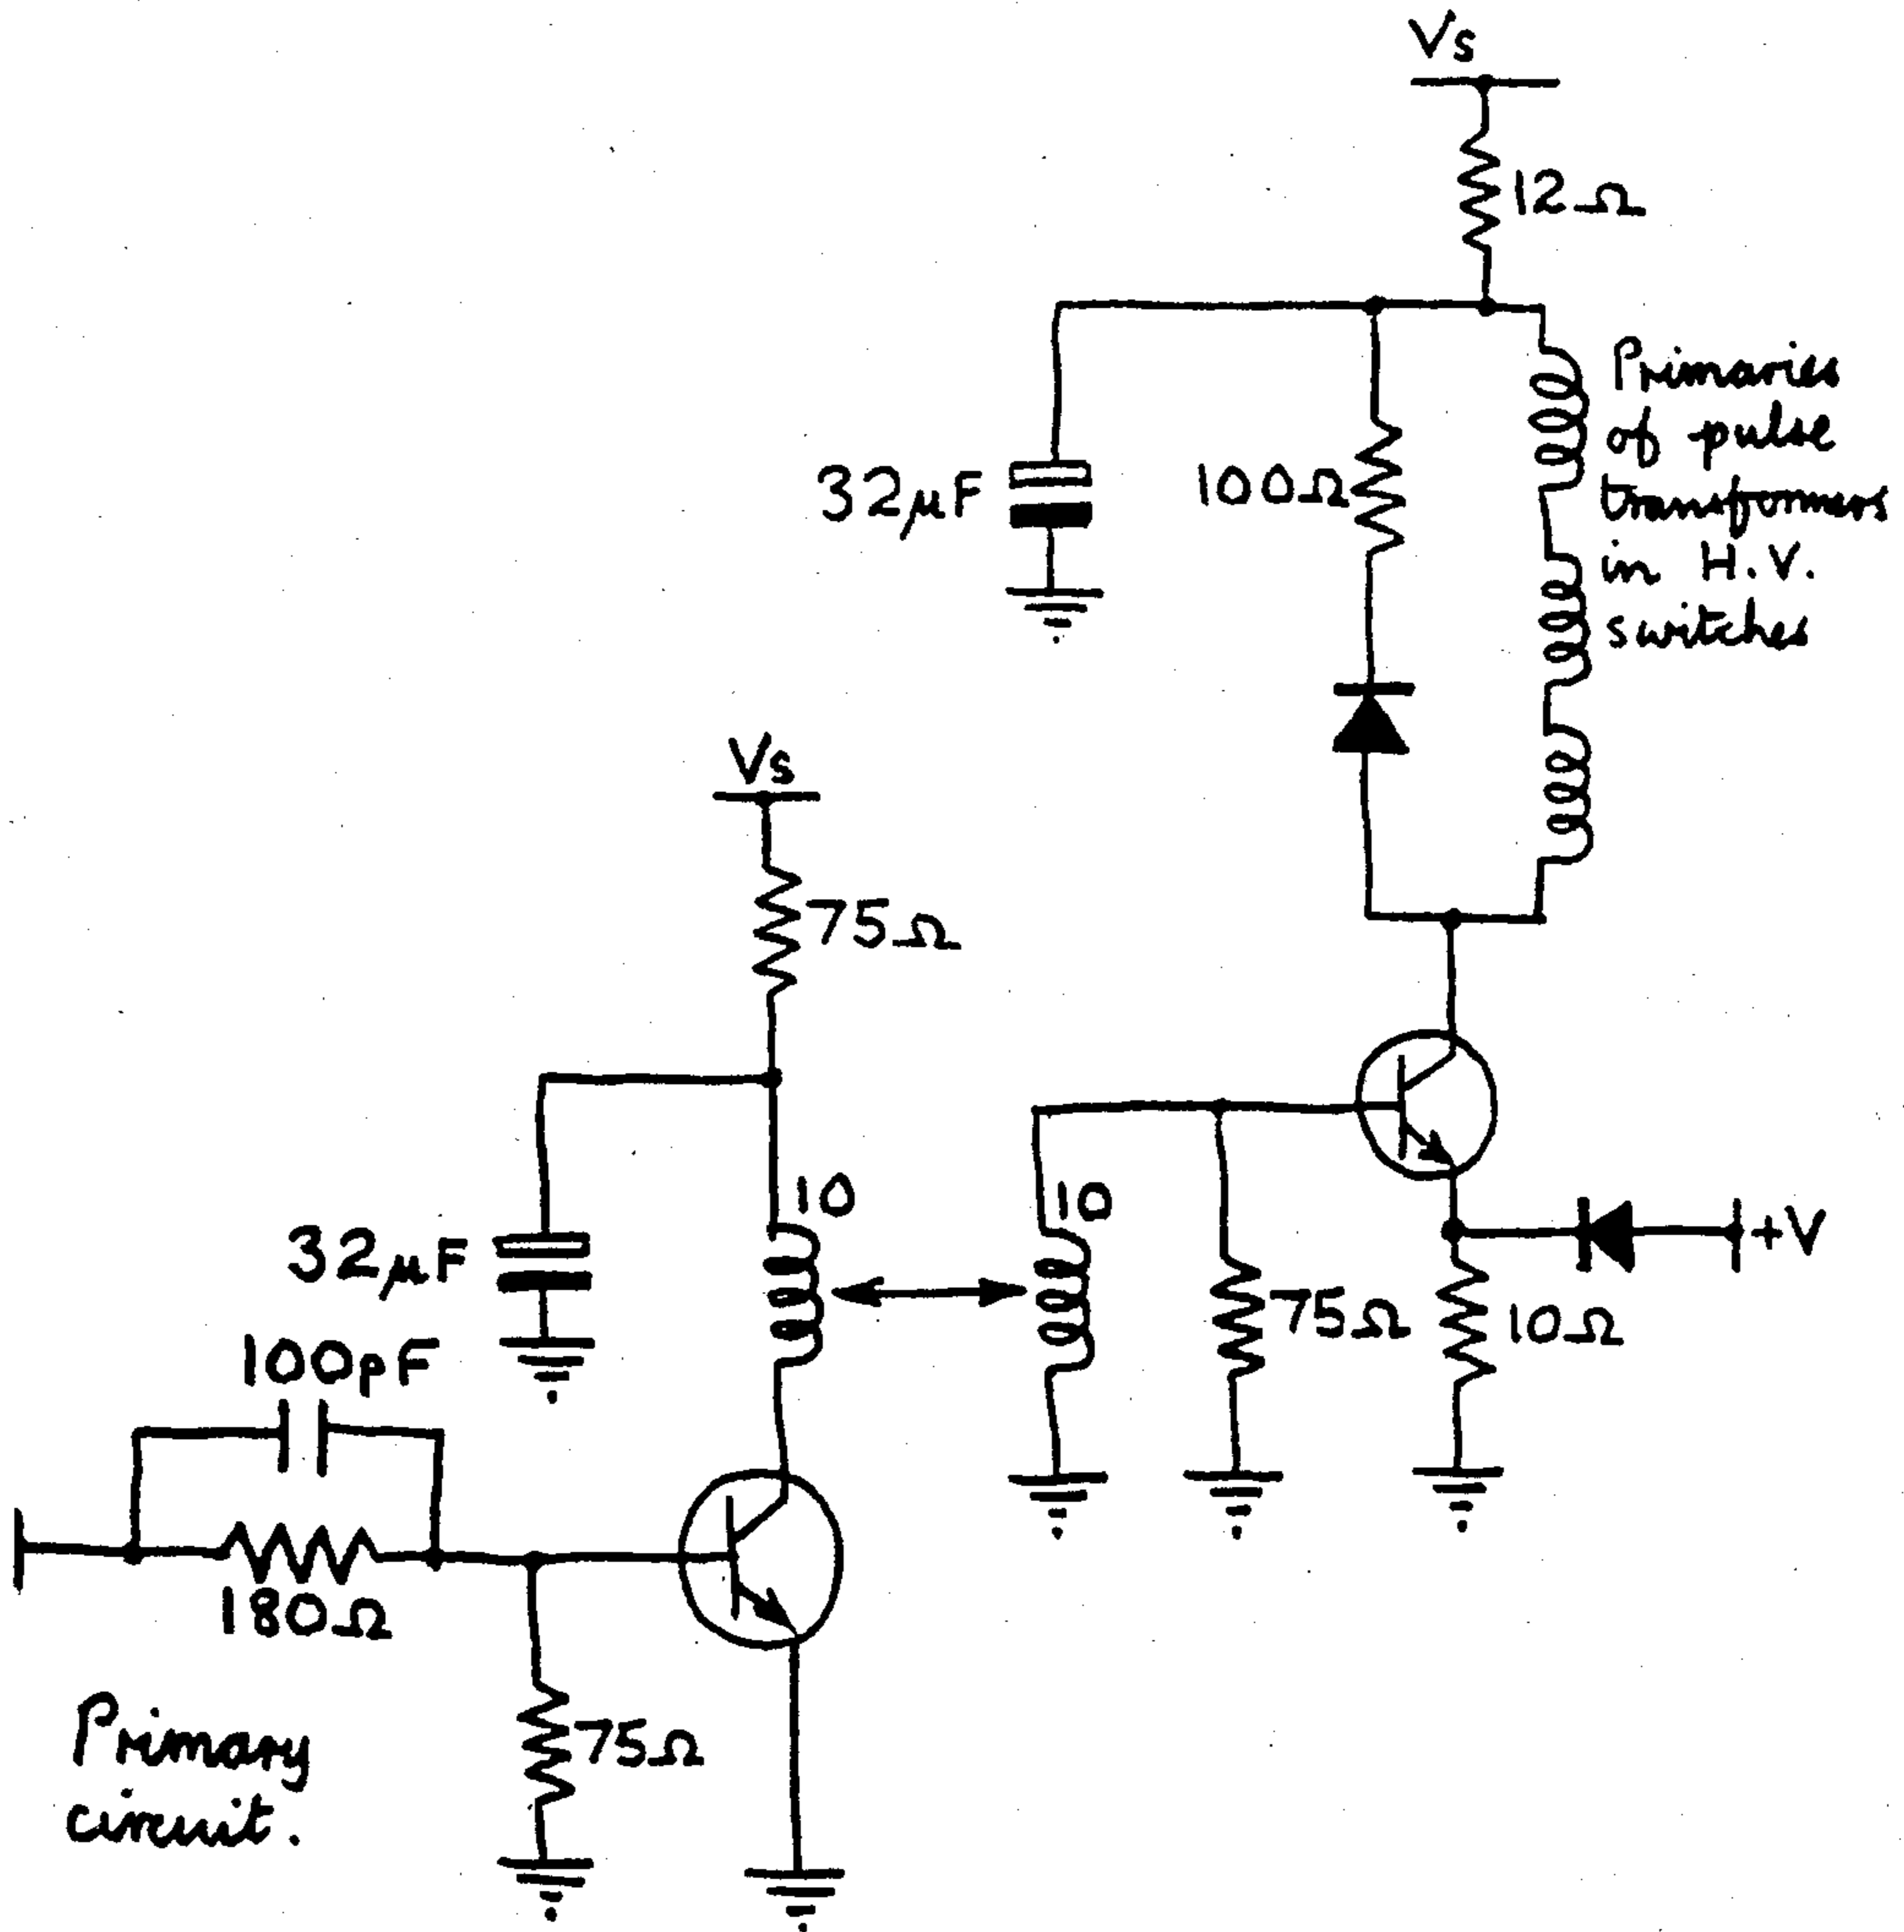 Vs
12Ω
Primaries
of pulse
transformers
in H.V.
switches
32μF
100Ω
Vs
75Ω
32μF
10
10
+V
75Ω
10Ω
100pF
180Ω
75Ω
Primary
circuit.